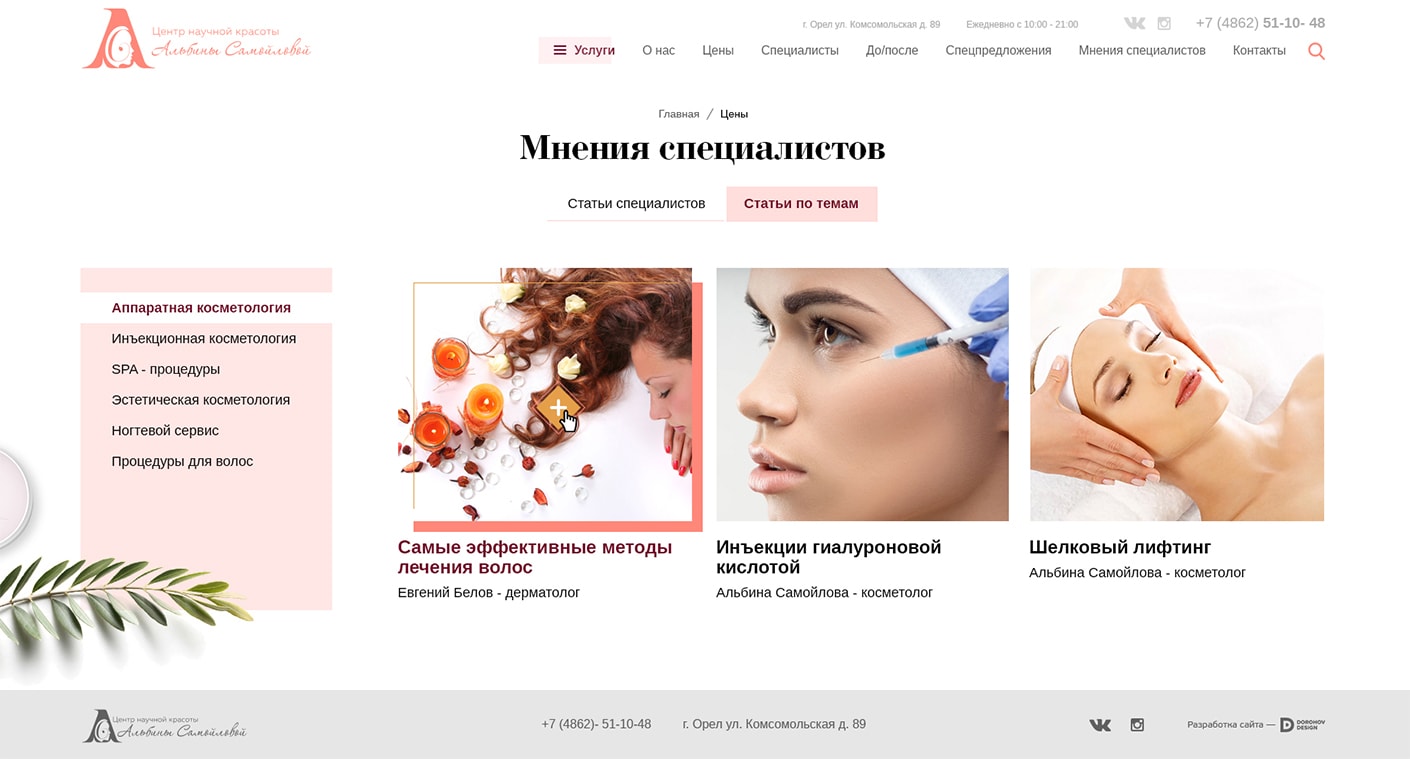 Центр научной красоты
Альбины Самойловой
г. Орел ул. Комсомольская д. 89
Ежедневно с 10:00 - 21:00
+7 (4862) 51-10- 48
Услуги
О нас
Цены
Специалисты
До/после
Спецпредложения
Мнения специалистов
Контакты
Главная / Цены
Мнения специалистов
Статьи специалистов
Статьи по темам
Аппаратная косметология
Инъекционная косметология
SPA - процедуры
Эстетическая косметология
Ногтевой сервис
Процедуры для волос
Самые эффективные методы
лечения волос
Евгений Белов - дерматолог
Инъекции гиалуроновой
кислотой
Альбина Самойлова - косметолог
Шелковый лифтинг
Альбина Самойлова - косметолог
Центр научной красоты
Альбины Самойловой
+7 (4862)- 51-10-48
г. Орел ул. Комсомольская д. 89
Разработка сайта —
DOROHOV
DESIGN